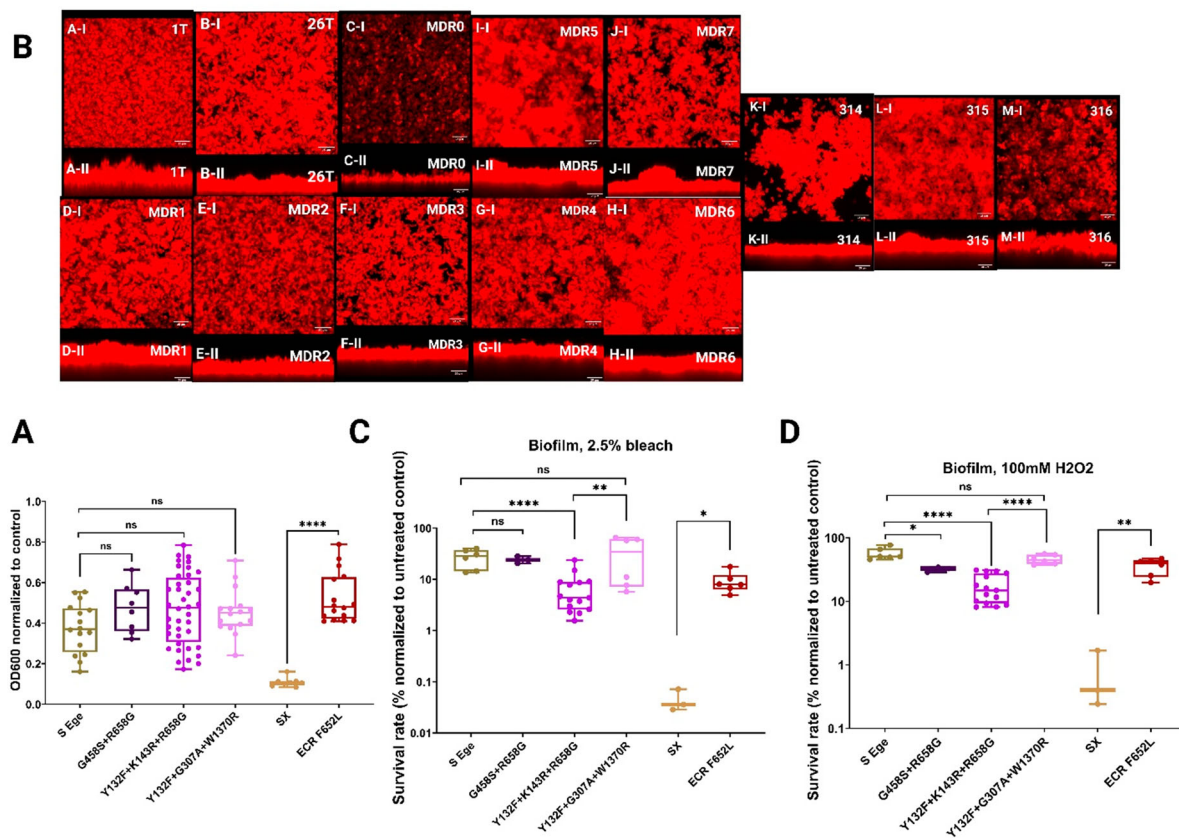 B
A-I 1T
B-I 26T
C-I MDR0
I-I MDR5
J-I MDR7
K-I 314
L-I 315
M-I 316
A-II 1T
B-II 26T
C-II MDR0
I-II MDR5
J-II MDR7
D-I MDR1
E-I MDR2
F-I MDR3
G-I MDR4
H-I MDR6
K-II 314
L-II 315
M-II 316
D-II MDR1
E-II MDR2
F-II MDR3
G-II MDR4
H-II MDR6
A
OD600 normalized to control
1.0
0.8
0.6
0.4
0.2
0.0
ns
ns
ns
****
S Ege
G458S+R658G
Y132F+K143R+R658G
Y132F+G307A+W1370R
SX
ECR F652L
C
Biofilm, 2.5% bleach
Survival rate (% normalized to untreated control)
100
10
1
0.1
0.01
ns
****
**
ns
*
S Ege
G458S+R658G
Y132F+K143R+R658G
Y132F+G307A+W1370R
SX
ECR F652L
D
Biofilm, 100mM H2O2
Survival rate (% normalized to untreated control)
100
10
1
0.1
ns
****
****
*
**
S Ege
G458S+R658G
Y132F+K143R+R658G
Y132F+G307A+W1370R
SX
ECR F652L